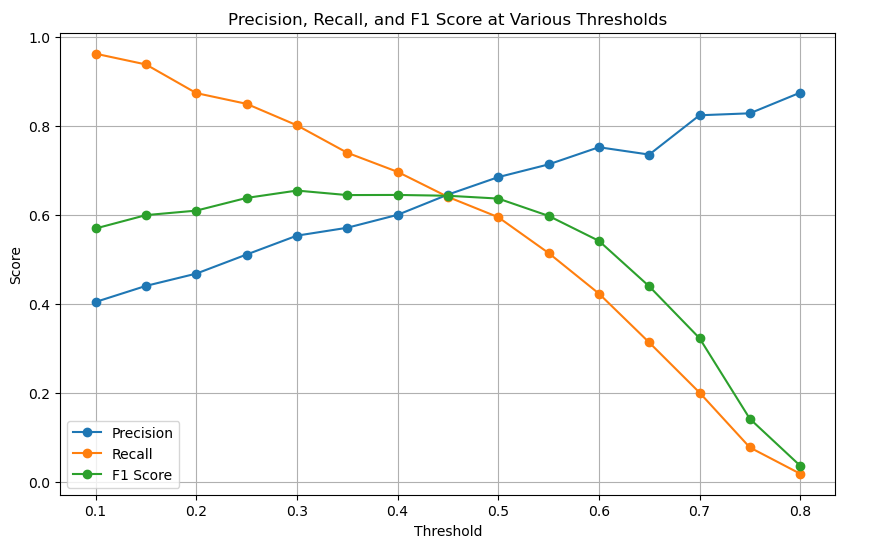 Precision, Recall, and F1 Score at Various Thresholds
Score
1.0
0.8
0.6
0.4
0.2
0.0
Precision
Recall
F1 Score
0.1 0.2 0.3 0.4 0.5 0.6 0.7 0.8
Threshold